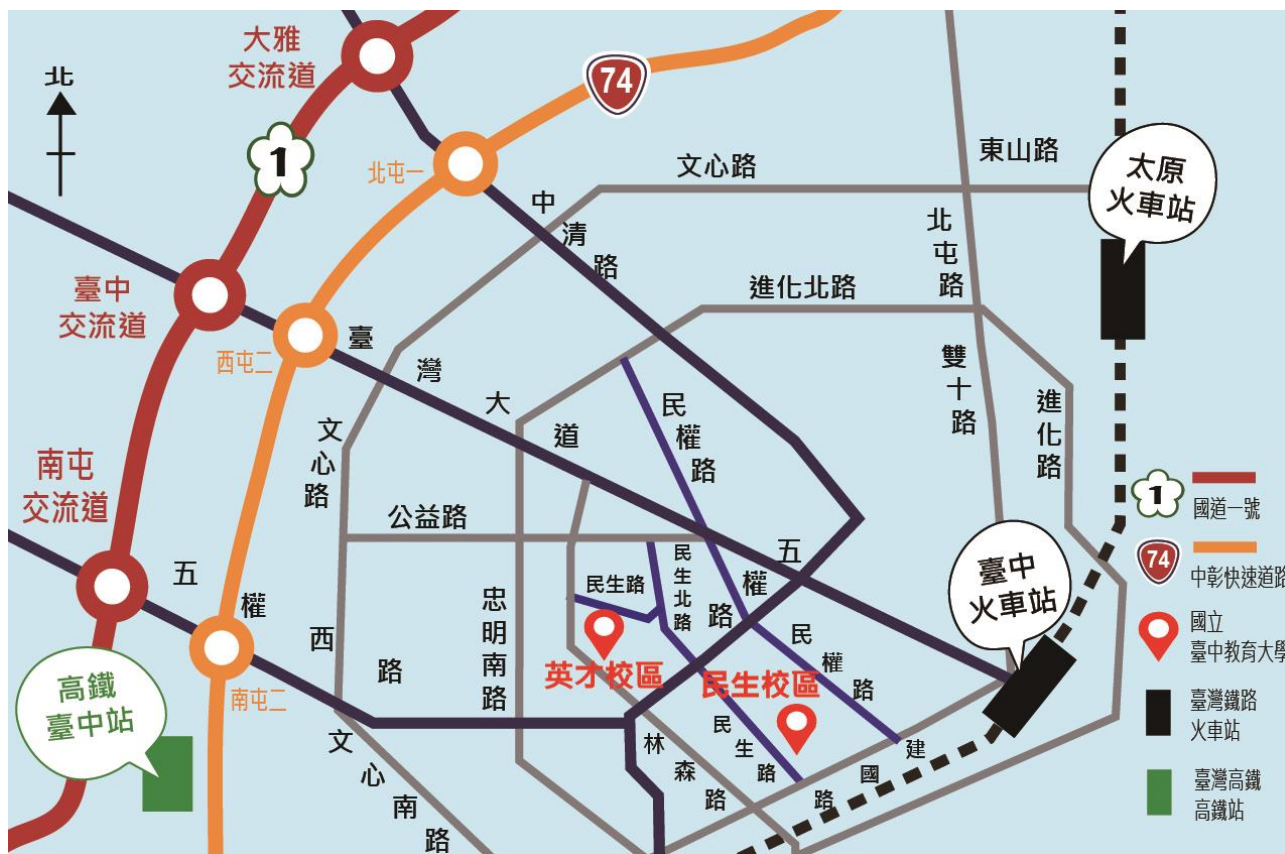 北
大雅
交流道
1
74
北屯一
文心路
東山路
太原
火車站
中清路
北屯路
臺中
交流道
西屯二
臺灣大道
進化北路
雙十路
進化路
民權路
文心路
南屯
交流道
公益路
五權西路
忠明南路
民生路
民生北路
五權路
民權路
臺中
火車站
英才校區
民生校區
南屯二
高鐵
臺中站
文心南路
林森路
民生路
建國路
1
國道一號
74
中彰快速道路
國立
臺中教育大學
臺灣鐵路
火車站
臺灣高鐵
高鐵站